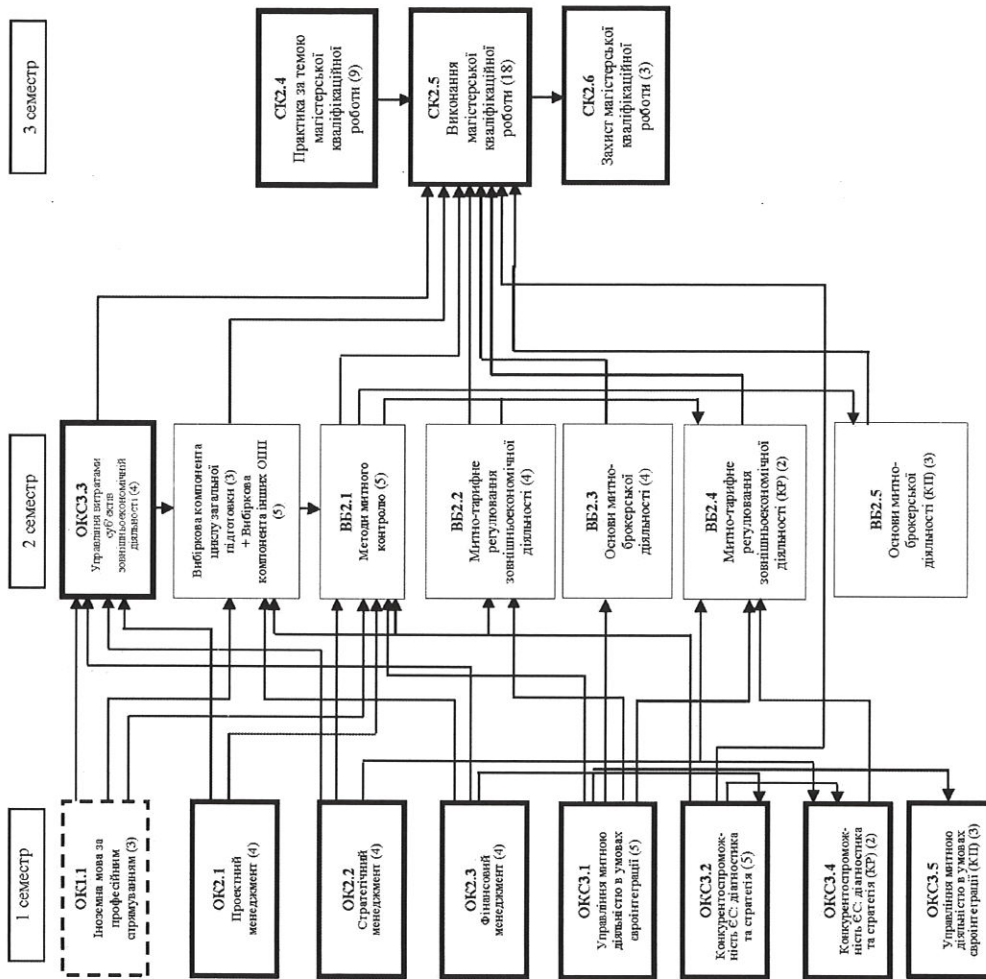 1 семестр
ОК1.1
Іноземна мова за
професійним
спрямуванням (3)
ОК2.1
Проектний
менеджмент (4)
ОК2.2
Стратегічний
менеджмент (4)
ОК2.3
Фінансовий
менеджмент (4)
ОКС3.1
Управління митною
діяльністю в умовах
євроінтеграції (5)
ОКС3.2
Конкурентоспромож-
ність ЄС: діагностика
та стратегія
(5)
ОКС3.4
Конкурентоспромож-
ність ЄС: діагностика
та стратегія (КР) (2)
ОКС3.5
Управління митною
діяльністю в умовах
євроінтеграції (КП) (3)
2 семестр
ОКС3.3
Управління витратами
суб'єктів
зовнішньоекономічній
діяльності (4)
Вибіркова компонента
циклу загальної
підготовки (3)
+ Вибіркова
компонента інших ОПП
(5)
ВБ2.1
Методи митного
контролю (5)
ВБ2.2
Митно-тарифне
регулювання
зовнішньоекономічної
діяльності (4)
ВБ2.3
Основи митно-
брокерської
діяльності (4)
ВБ2.4
Митно-тарифне
регулювання
зовнішньоекономічної
діяльності (КР) (2)
ВБ2.5
Основи митно-
брокерської
діяльності (КП) (3)
3 семестр
СК2.4
Практика за темою
магістерської
кваліфікаційної
роботи (9)
СК2.5
Виконання
магістерської
кваліфікаційної
роботи (18)
СК2.6
Захист магістерської
кваліфікаційної
роботи (3)